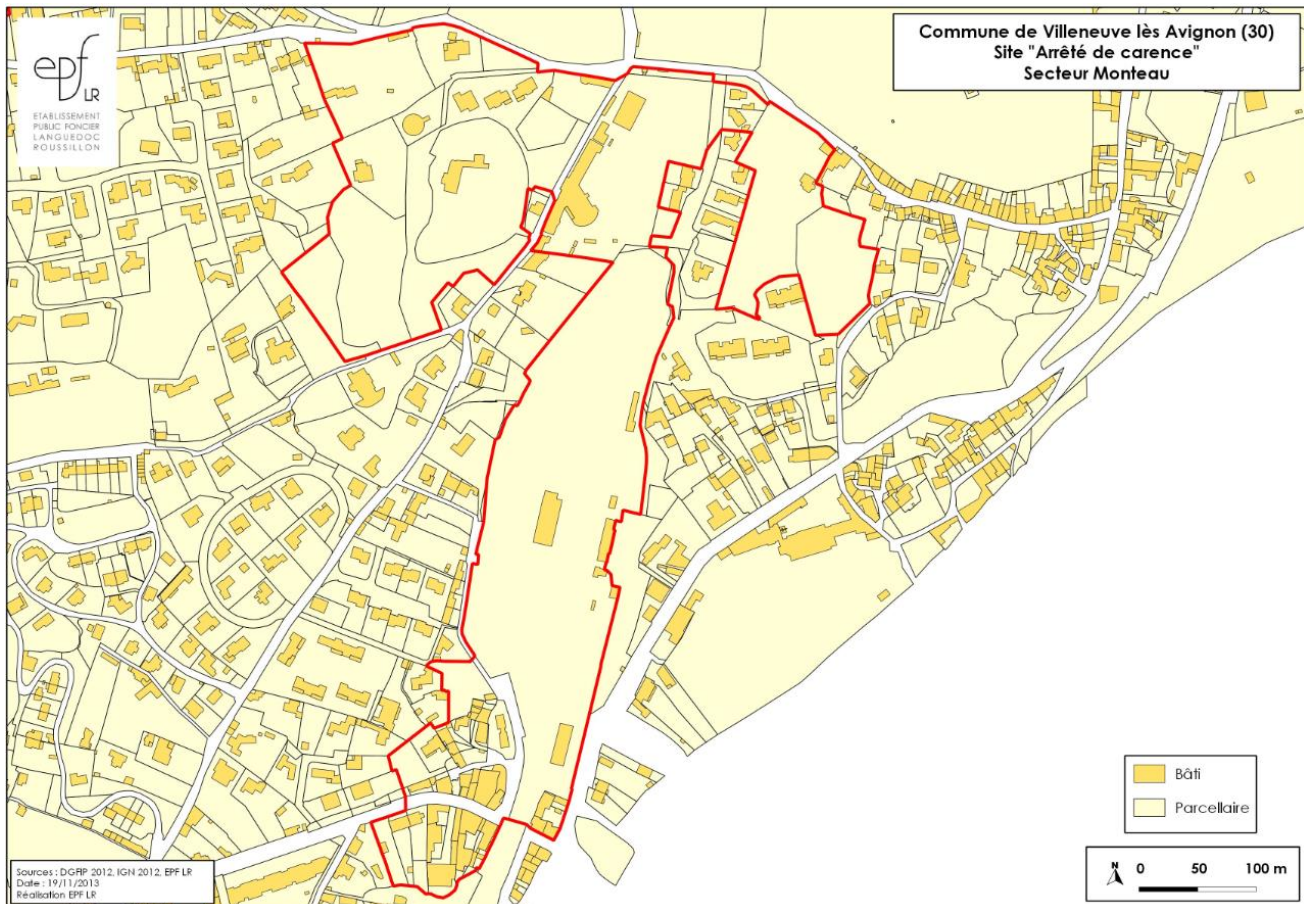 epf
LR
ETABLISSEMENT
PUBLIC FONCIER
LANGUEDOC
ROUSSILLON
Commune de Villeneuve lès Avignon (30)
Site "Arrêté de carence"
Secteur Monteau
Bâti
Parcellaire
Sources : DGFIP 2012, IGN 2012, EPF LR
Date : 19/11/2013
Réalisation EPF LR
N 0 50 100 m